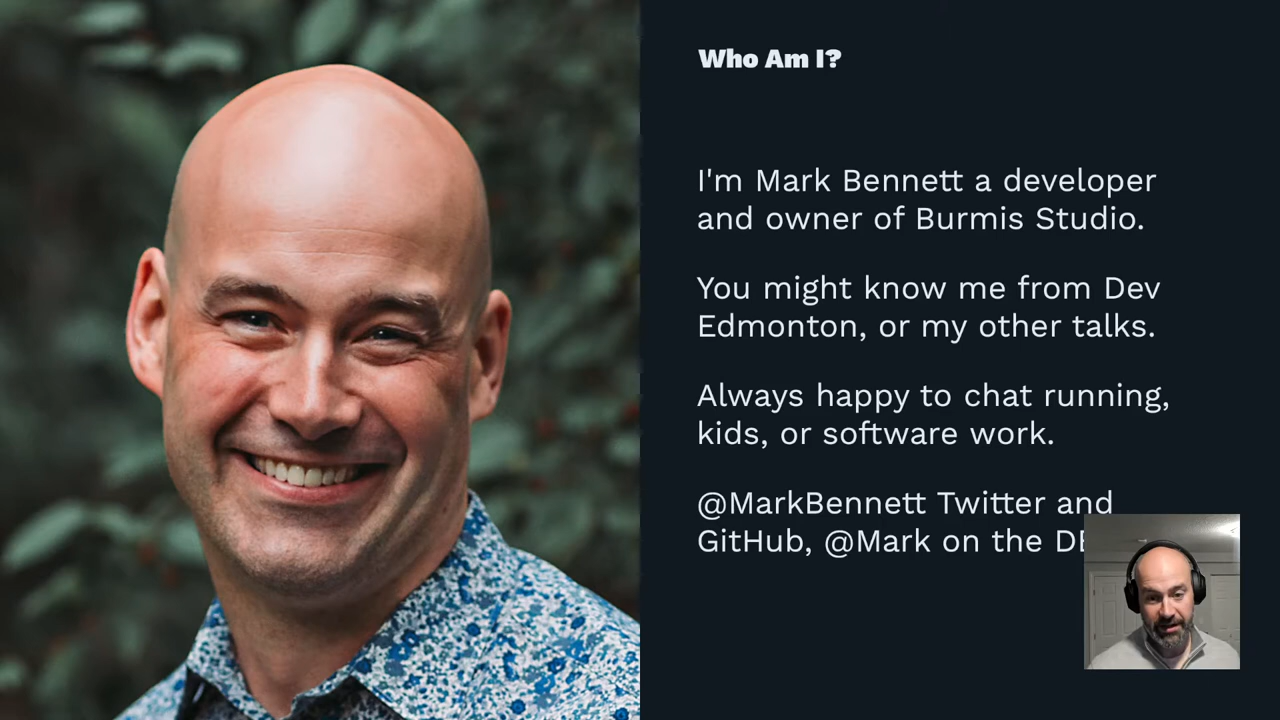 Who Am I?
I'm Mark Bennett a developer
and owner of Burmis Studio.
You might know me from Dev
Edmonton, or my other talks.
Always happy to chat running,
kids, or software work.
@MarkBennett Twitter and
GitHub, @Mark on the